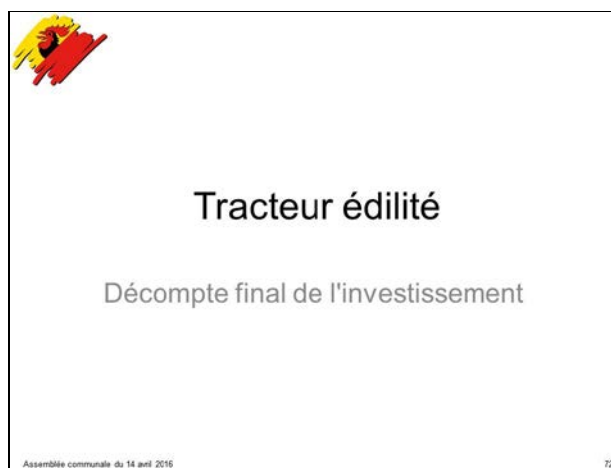 Tracteur édilité
Décompte final de l'investissement
Assemblée communale du 14 avril 2016
72